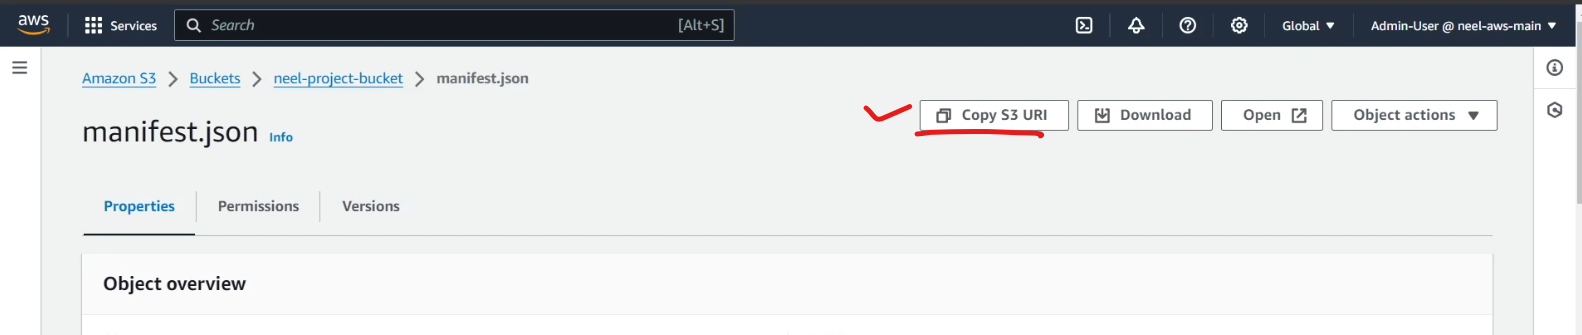 aws Services Search [Alt+S] Global Admin-User @ neel-aws-main
Amazon S3 Buckets neel-project-bucket manifest.json
manifest.json Info
Copy S3 URI Download Open Object actions
Properties Permissions Versions
Object overview